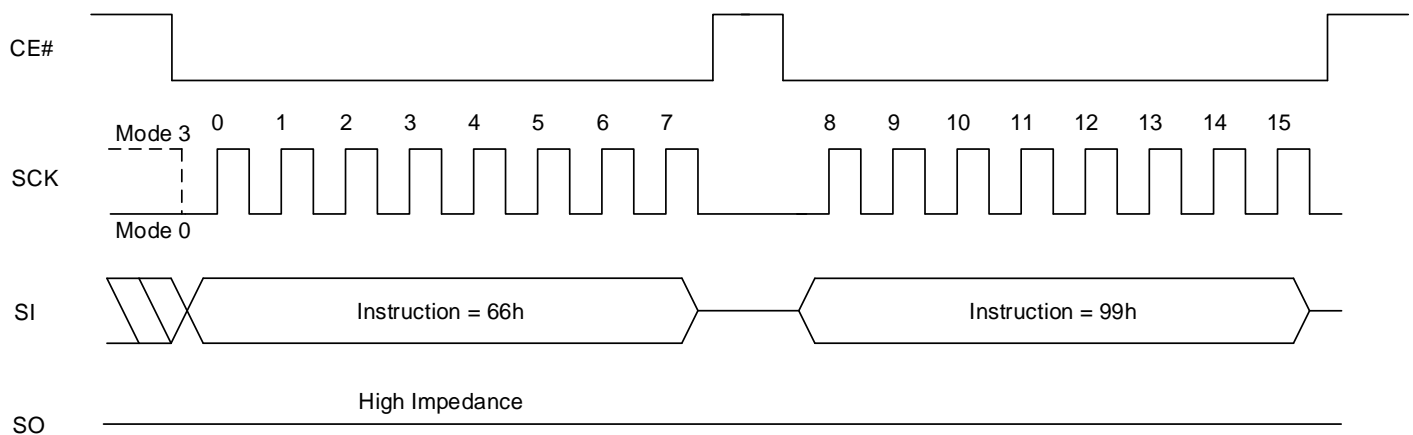 CE#
Mode 3
0 1 2 3 4 5 6 7 8 9 10 11 12 13 14 15
SCK
Mode 0
SI
Instruction = 66h
Instruction = 99h
High Impedance
SO